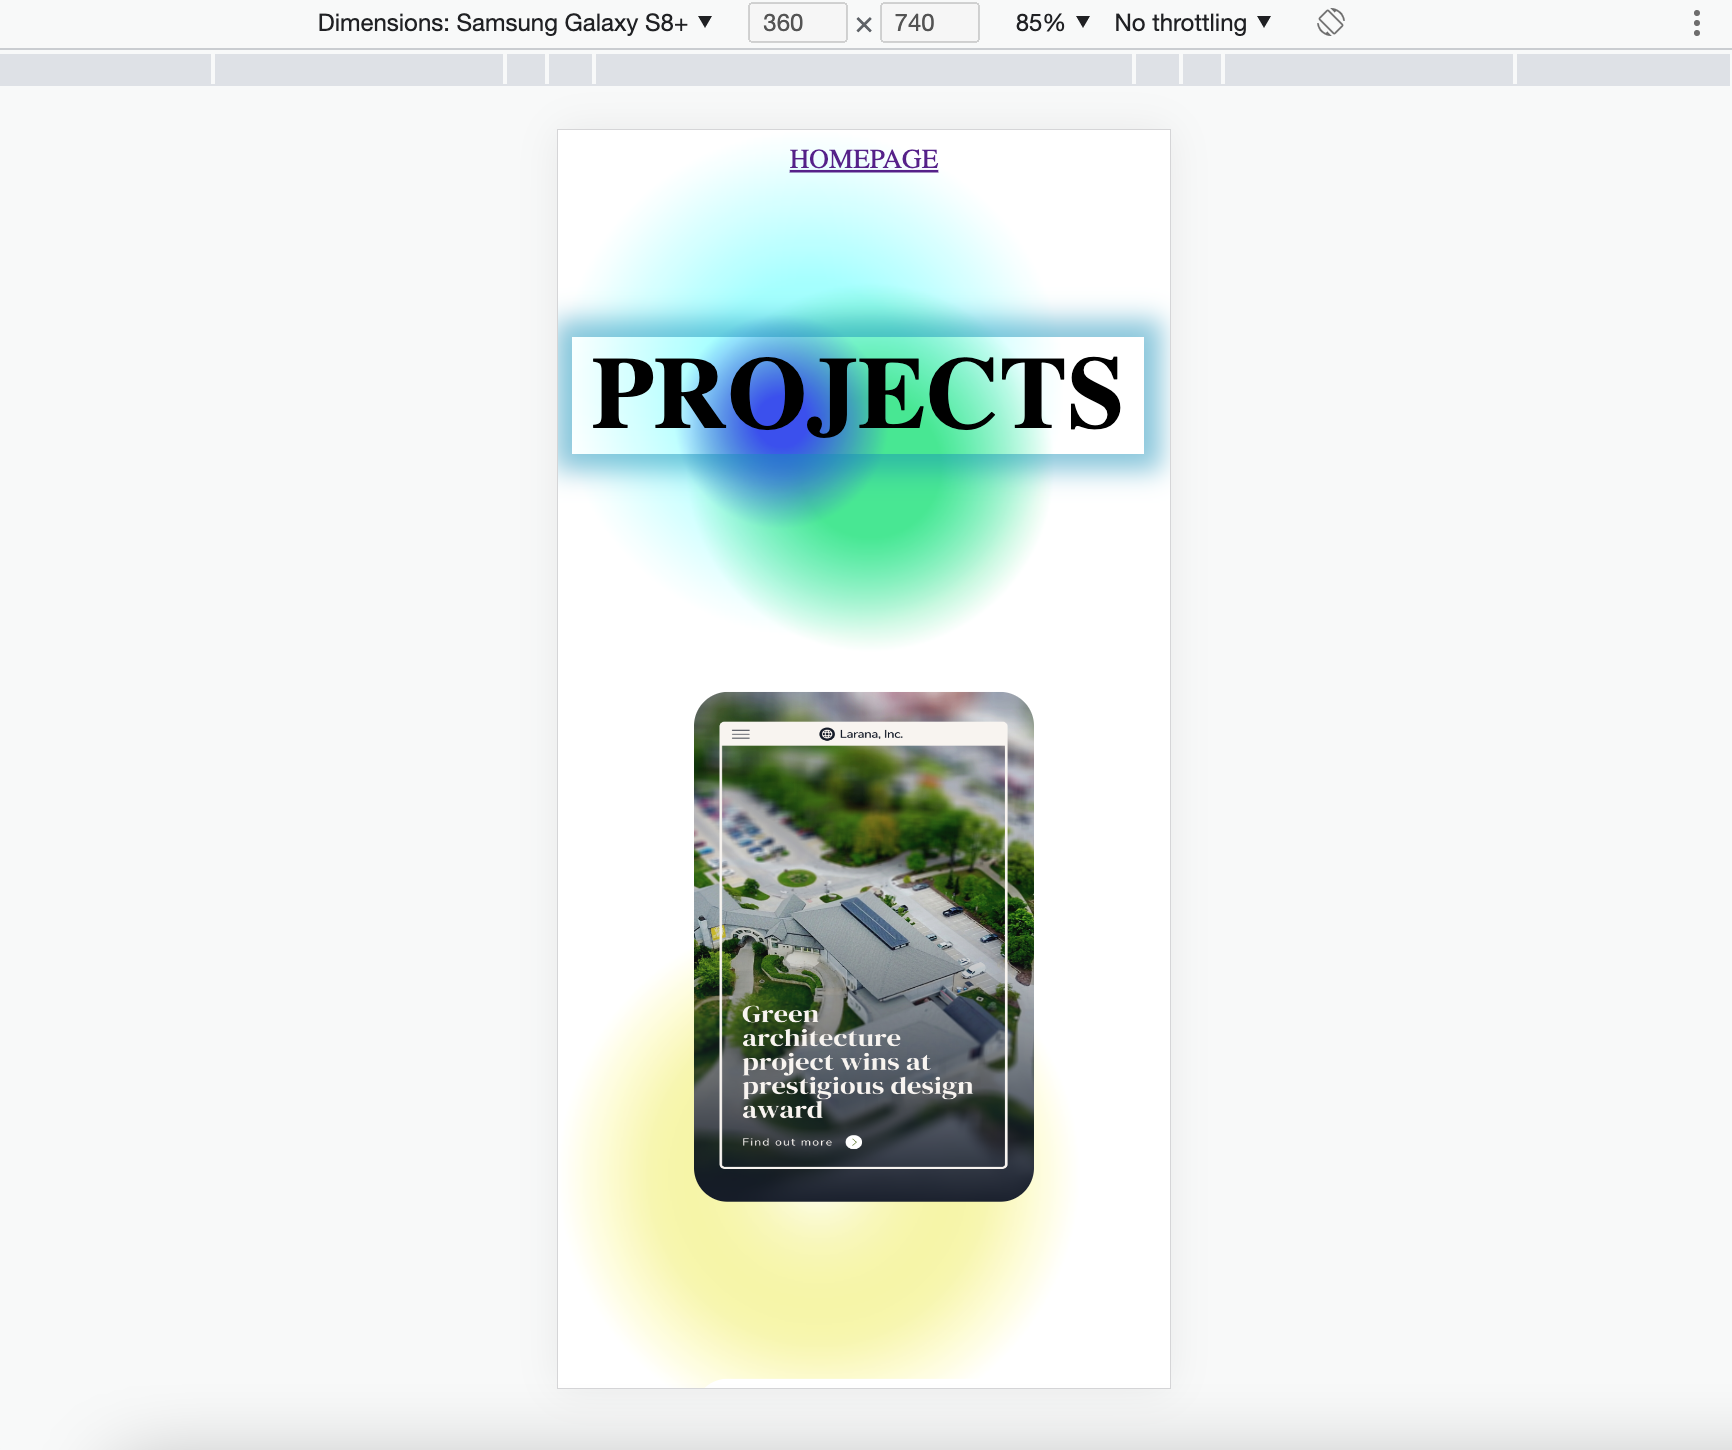 Dimensions: Samsung Galaxy S8+ ▼ 360 × 740 85% ▼ No throttling ▼
HOMEPAGE
PROJECTS
Larana, Inc.
Green
architecture
project wins at
prestigious design
award
Find out more